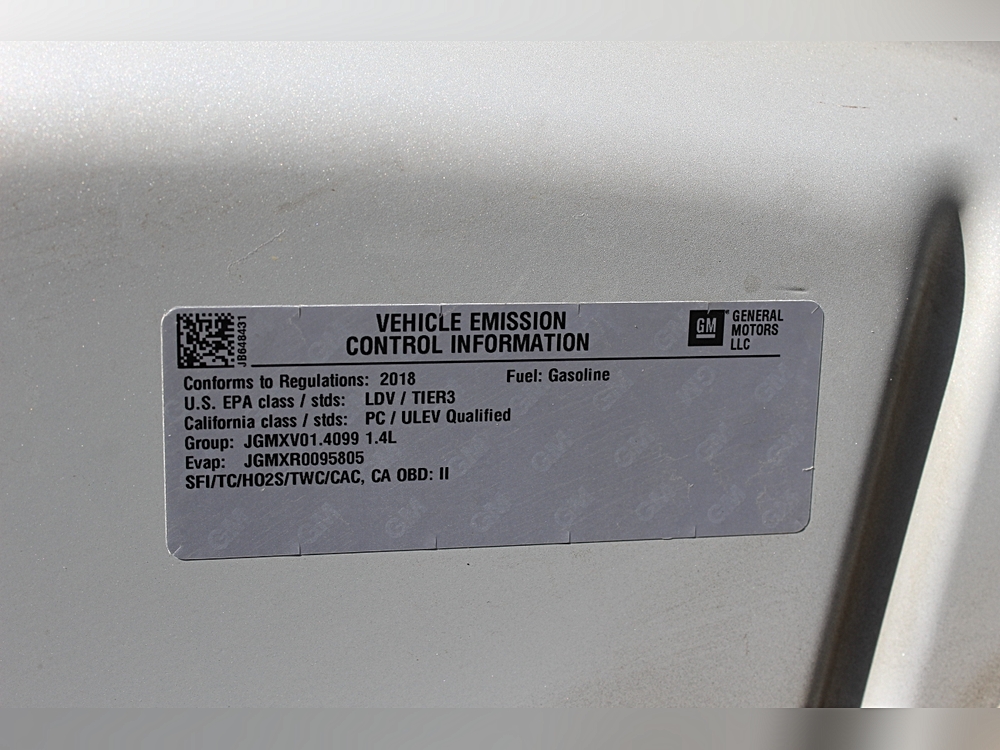 JB648431
VEHICLE EMISSION
CONTROL INFORMATION
GM
GENERAL
MOTORS
LLC
Conforms to Regulations: 2018 Fuel: Gasoline
U.S. EPA class / stds: LDV / TIER3
California class / stds: PC / ULEV Qualified
Group: JGMXV01.4099 1.4L
Evap: JGMXR0095805
SFI/TC/HO2S/TWC/CAC, CA OBD: II